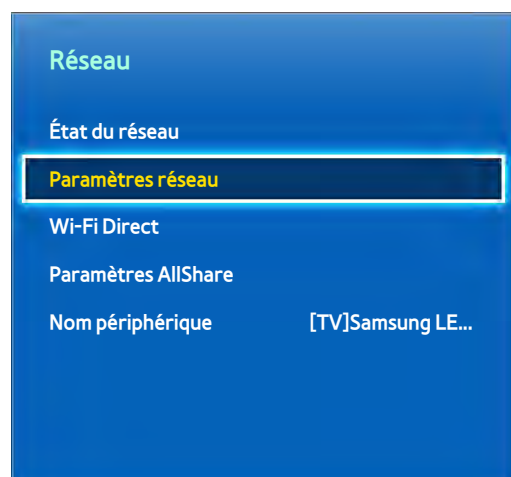 Réseau
État du réseau
Paramètres réseau
Wi-Fi Direct
Paramètres AllShare
Nom périphérique [TV]Samsung LE...